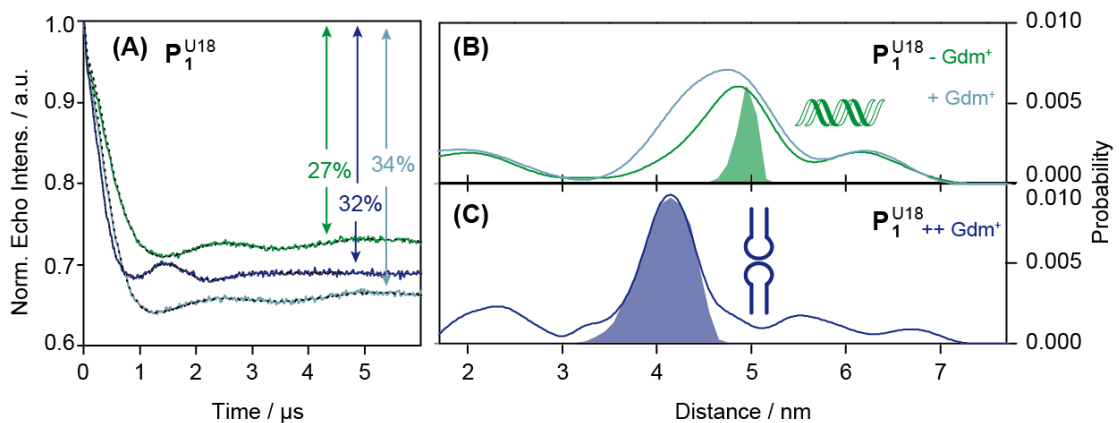 (A) P₁ᵁ¹⁸
Norm. Echo Intens. / a.u.
1.0
0.9
0.8
0.7
0.6
27%
32%
34%
0 1 2 3 4 5
Time / µs
(B) P₁ᵁ¹⁸ - Gdm⁺
+ Gdm⁺
0.010
0.005
0.000
(C) P₁ᵁ¹⁸ ++ Gdm⁺
0.010
0.005
0.000
Probability
2 3 4 5 6 7
Distance / nm